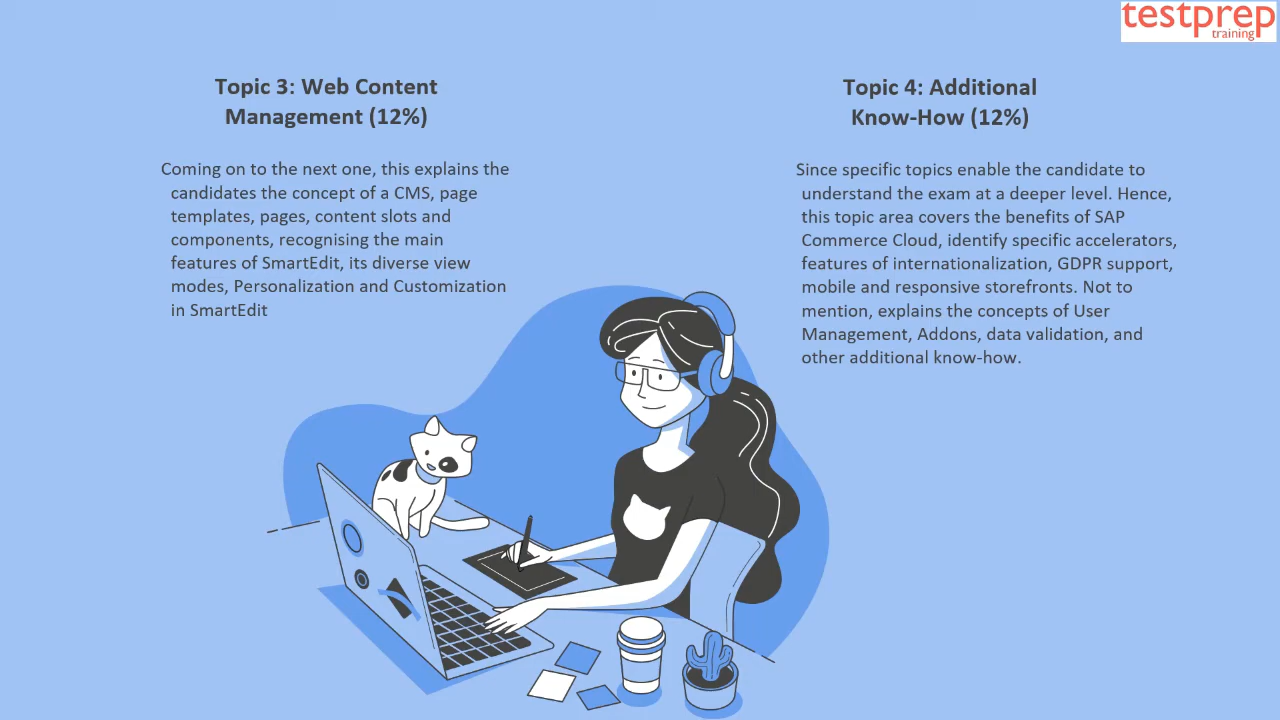 testprep
training
Topic 3: Web Content
Management (12%)
Coming on to the next one, this explains the
candidates the concept of a CMS, page
templates, pages, content slots and
components, recognising the main
features of SmartEdit, its diverse view
modes, Personalization and Customization
in SmartEdit
Topic 4: Additional
Know-How (12%)
Since specific topics enable the candidate to
understand the exam at a deeper level. Hence,
this topic area covers the benefits of SAP
Commerce Cloud, identify specific accelerators,
features of internationalization, GDPR support,
mobile and responsive storefronts. Not to
mention, explains the concepts of User
Management, Addons, data validation, and
other additional know-how.